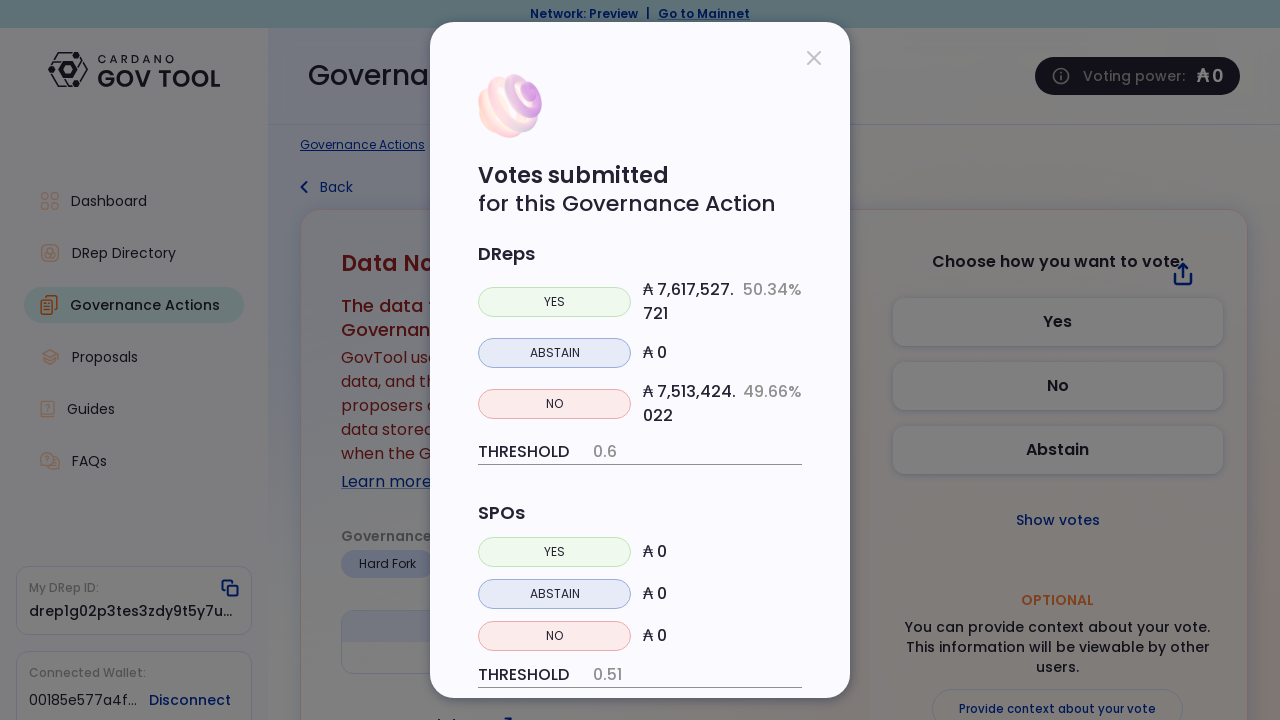 Network: Preview | Go to Mainnet
CARDANO
GOV TOOL
Governa
Voting power: ₳ 0
Governance Actions
Back
Dashboard
DRep Directory
Governance Actions
Proposals
Guides
FAQs
My DRep ID:
drep1g02p3tes3zdy9t5y7u...
Connected Wallet:
00185e577a4f... Disconnect
Data No
The data
Governan
GovTool use
data, and th
proposers o
data stored
when the G
Learn more
Governance
Hard Fork
Votes submitted
for this Governance Action
DReps
YES ₳ 7,617,527. 50.34%
721
ABSTAIN ₳ 0
NO ₳ 7,513,424. 49.66%
022
THRESHOLD 0.6
SPOs
YES ₳ 0
ABSTAIN ₳ 0
NO ₳ 0
THRESHOLD 0.51
Choose how you want to vote:
Yes
No
Abstain
Show votes
OPTIONAL
You can provide context about your vote.
This information will be viewable by other
users.
Provide context about your vote